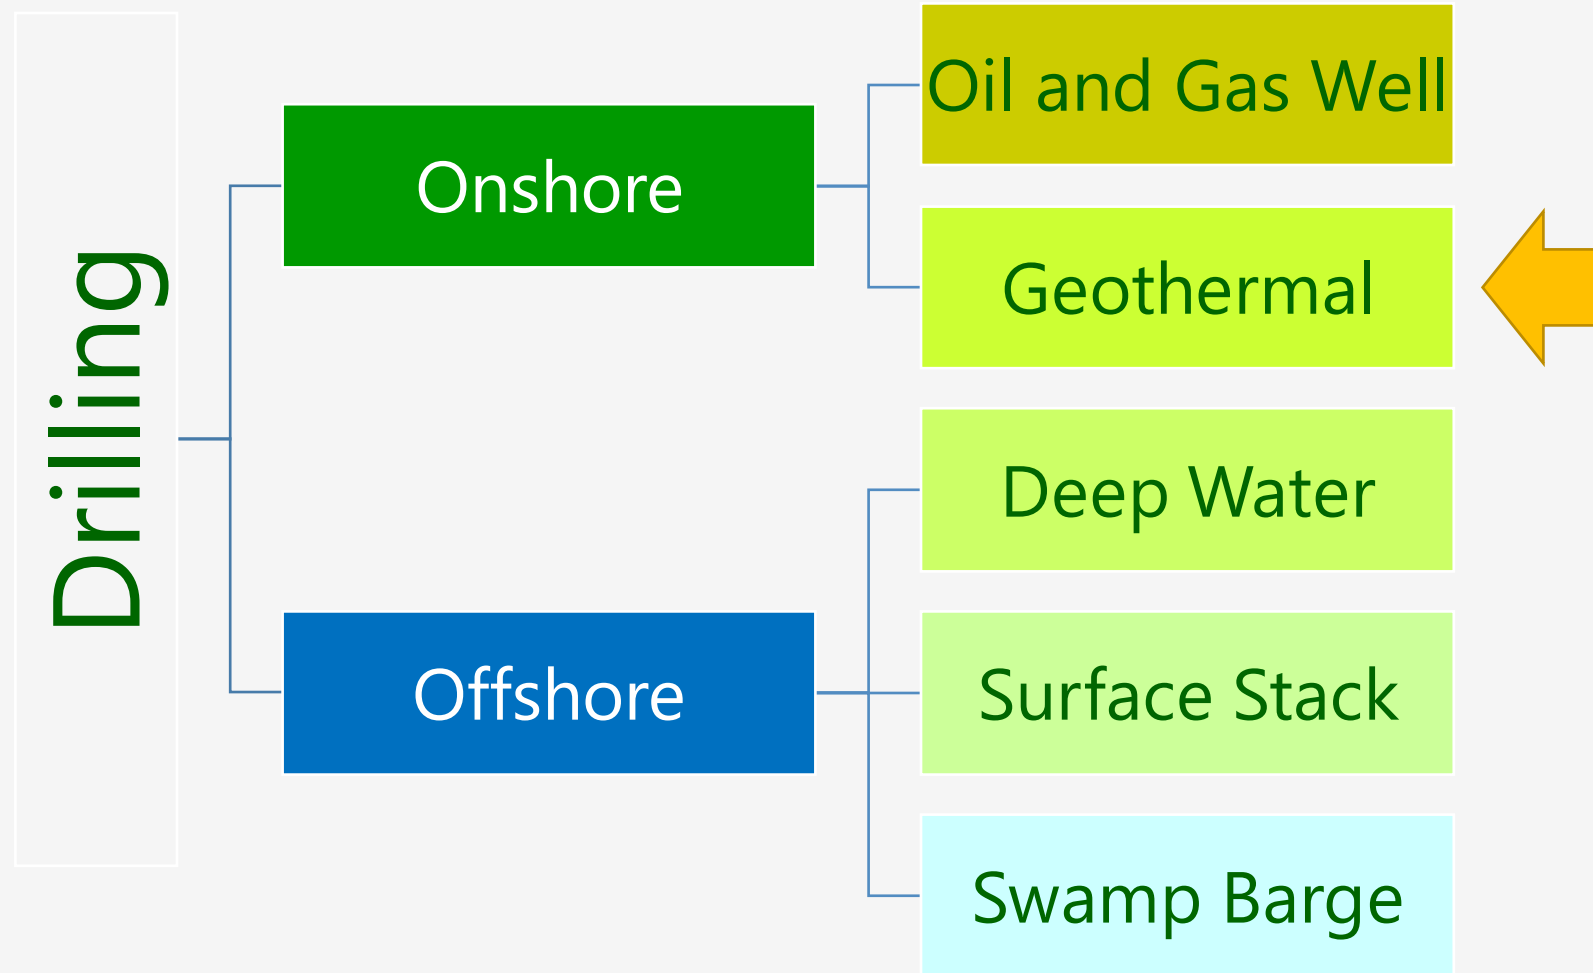 Drilling
Onshore
Oil and Gas Well
Geothermal
Offshore
Deep Water
Surface Stack
Swamp Barge